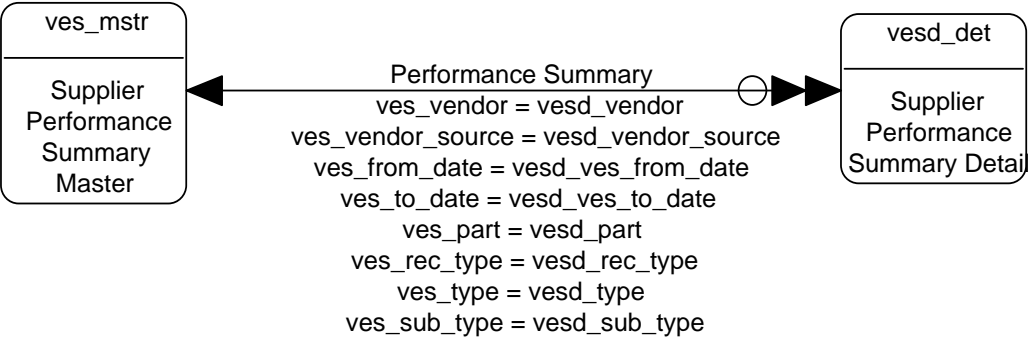 ves_mstr
Supplier
Performance
Summary
Master
Performance Summary
ves_vendor = vesd_vendor
ves_vendor_source = vesd_vendor_source
ves_from_date = vesd_ves_from_date
ves_to_date = vesd_ves_to_date
ves_part = vesd_part
ves_rec_type = vesd_rec_type
ves_type = vesd_type
ves_sub_type = vesd_sub_type
vesd_det
Supplier
Performance
Summary Detail